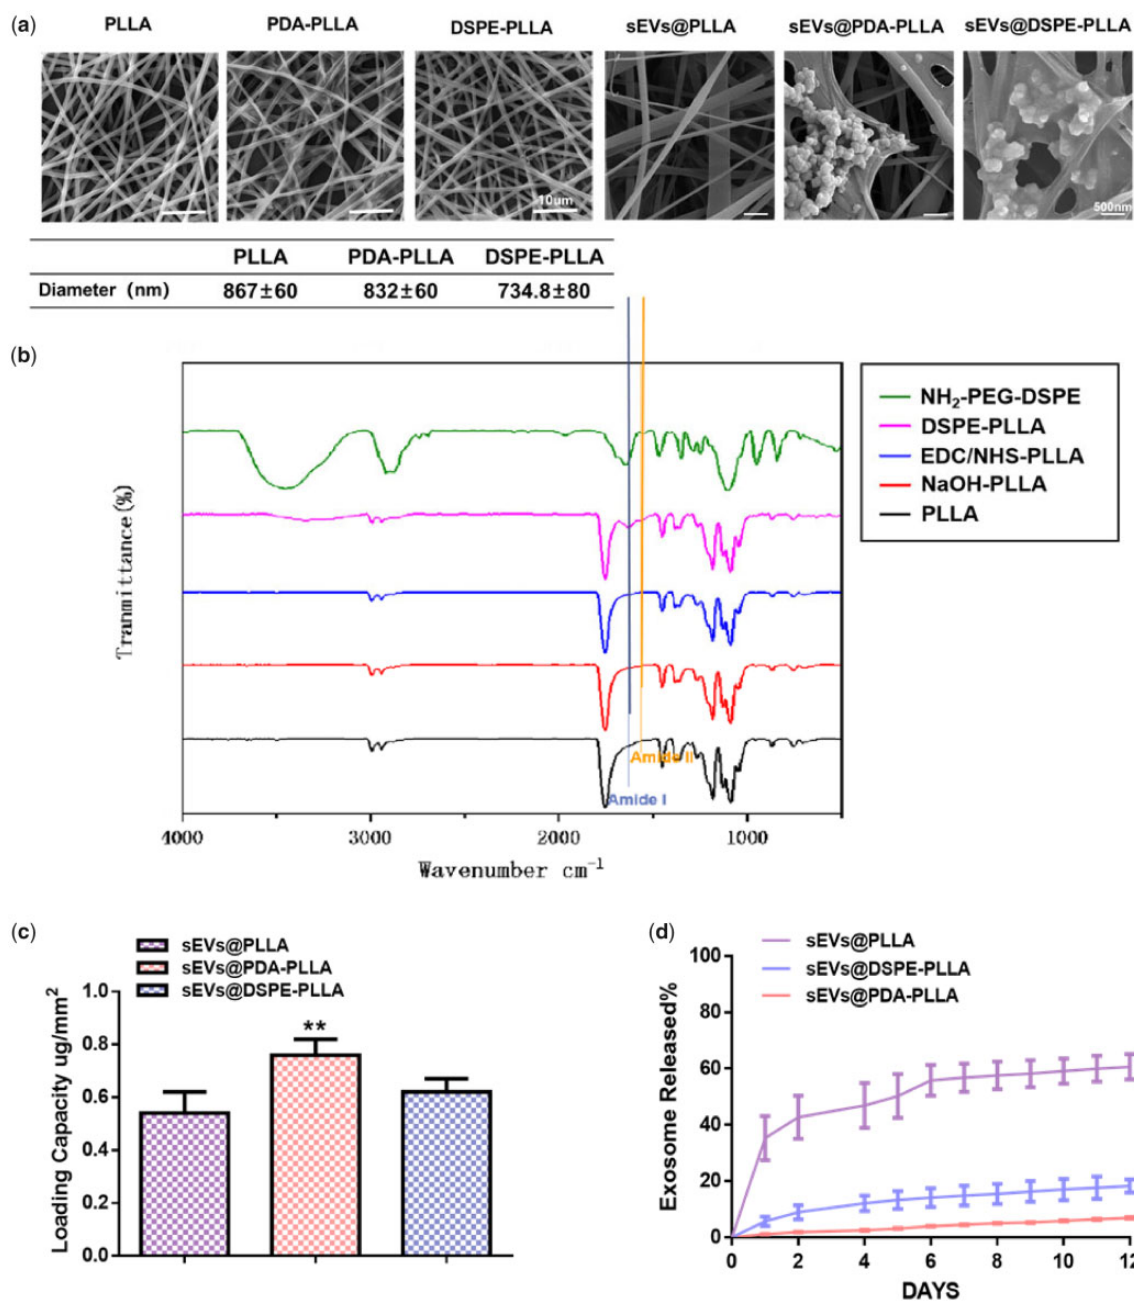 (a)
PLLA PDA-PLLA DSPE-PLLA sEVs@PLLA sEVs@PDA-PLLA sEVs@DSPE-PLLA
10um
500nm
PLLA PDA-PLLA DSPE-PLLA
Diameter (nm) 867±60 832±60 734.8±80
(b)
NH₂-PEG-DSPE
DSPE-PLLA
EDC/NHS-PLLA
NaOH-PLLA
PLLA
Tranmittance(%)
Amide II
Amide I
4000 3000 2000 1000
Wavenumber cm⁻¹
(c)
sEVs@PLLA
sEVs@PDA-PLLA
sEVs@DSPE-PLLA
Loading Capacity ug/mm²
1.0
0.8
0.6
0.4
0.2
0.0
**
(d)
sEVs@PLLA
sEVs@DSPE-PLLA
sEVs@PDA-PLLA
Exosome Released%
100
80
60
40
20
0
0 2 4 6 8 10 12
DAYS